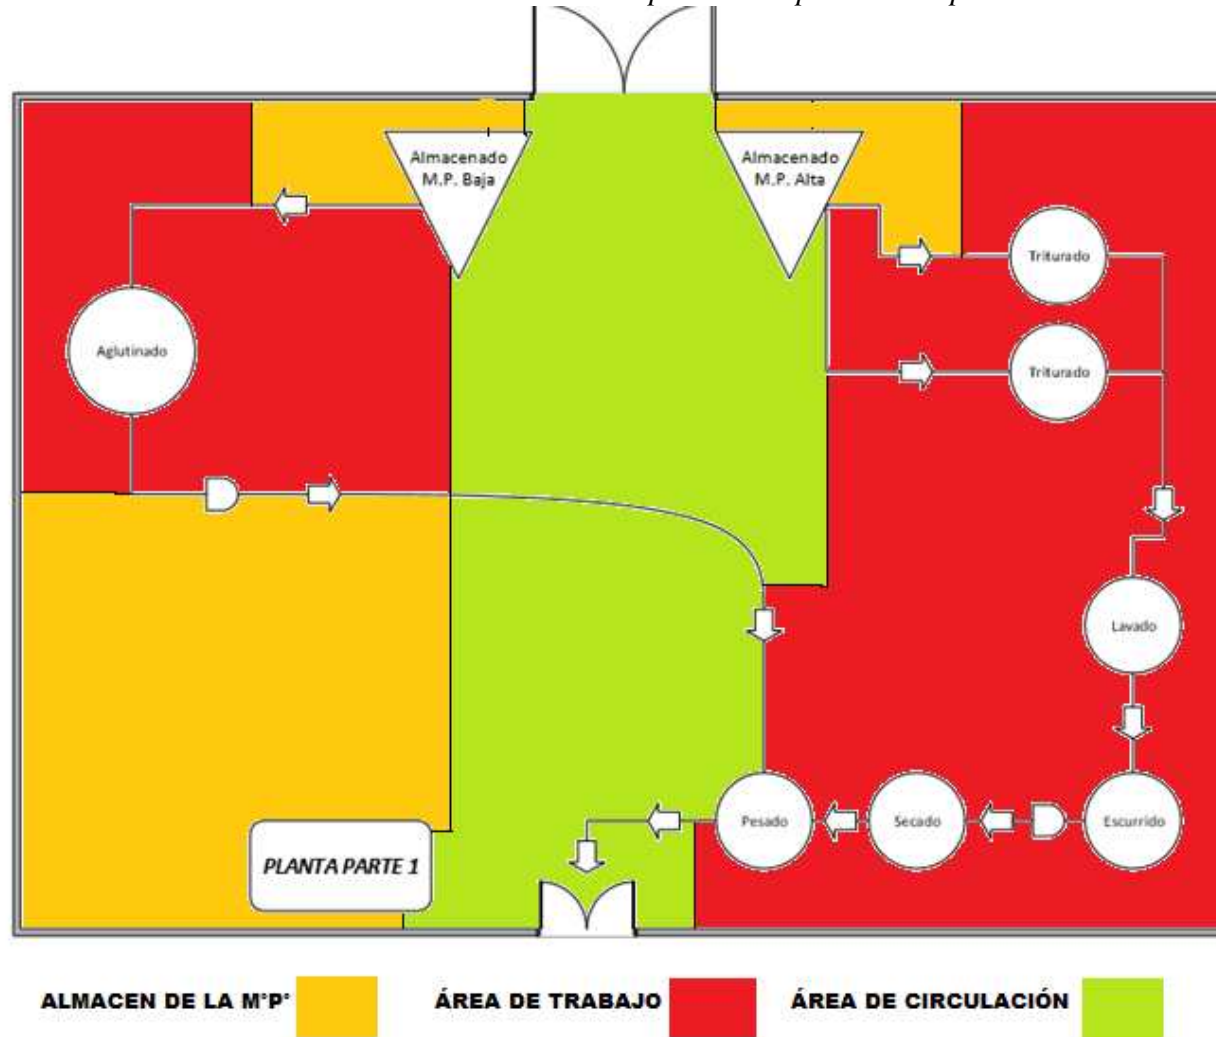 Almacenado
M.P. Baja
Almacenado
M.P. Alta
Triturado
Aglutinado
Triturado
Lavado
Pesado
Secado
Escurrido
PLANTA PARTE 1
ALMACEN DE LA M°P°
ÁREA DE TRABAJO
ÁREA DE CIRCULACIÓN